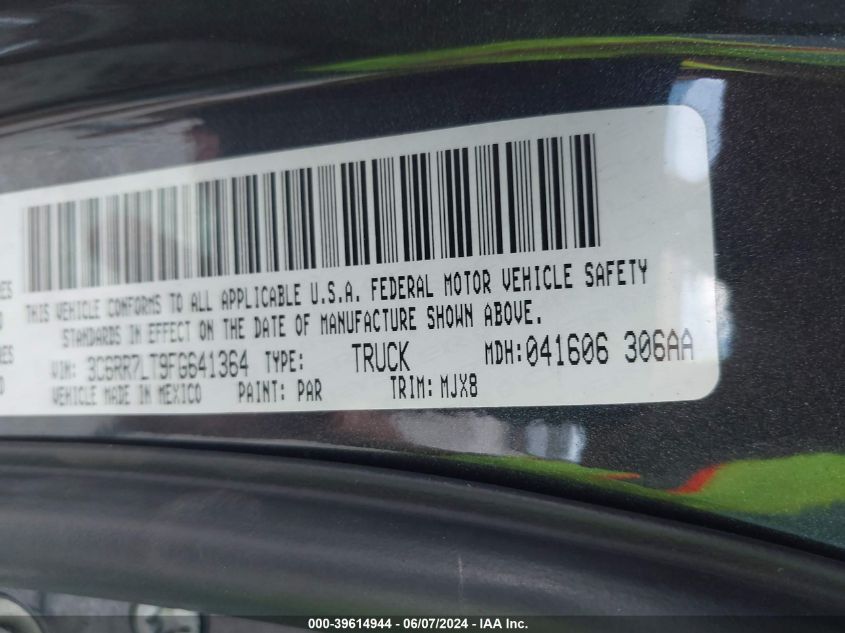 THIS VEHICLE CONFORMS TO ALL APPLICABLE U.S.A. FEDERAL MOTOR VEHICLE SAFETY
STANDARDS IN EFFECT ON THE DATE OF MANUFACTURE SHOWN ABOVE.
VIN: 3C6RR7LT9FG641364 TYPE: TRUCK MDH: 041606 306AA
VEHICLE MADE IN MEXICO PAINT: PAR TRIM: MJX8
000-39614944 - 06/07/2024 - IAA Inc.